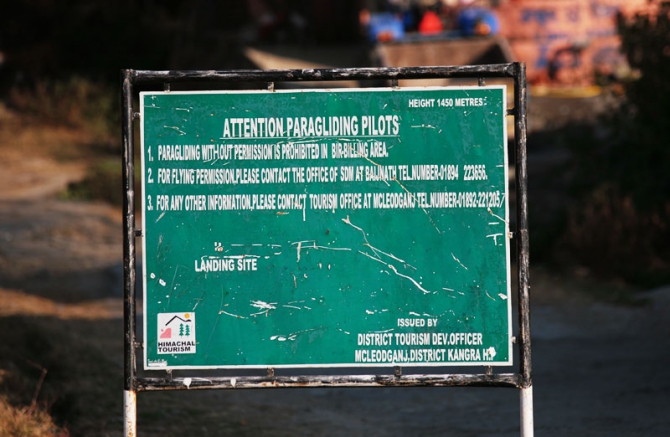 HEIGHT 1450 METRES
ATTENTION PARAGLIDING PILOTS
1. PARAGLIDING WITHOUT PERMISSION IS PROHIBITED IN BIR-BILLING AREA.
2. FOR FLYING PERMISSION,PLEASE CONTACT THE OFFICE OF SDM AT BAIJNATH TEL.NUMBER-01894 223656.
3. FOR ANY OTHER INFORMATION,PLEASE CONTACT TOURISM OFFICE AT MCLEODGANJ TEL.NUMBER-01892-221205
LANDING SITE
HIMACHAL
TOURISM
ISSUED BY
DISTRICT TOURISM DEV.OFFICER
MCLEODGANJ,DISTRICT KANGRA